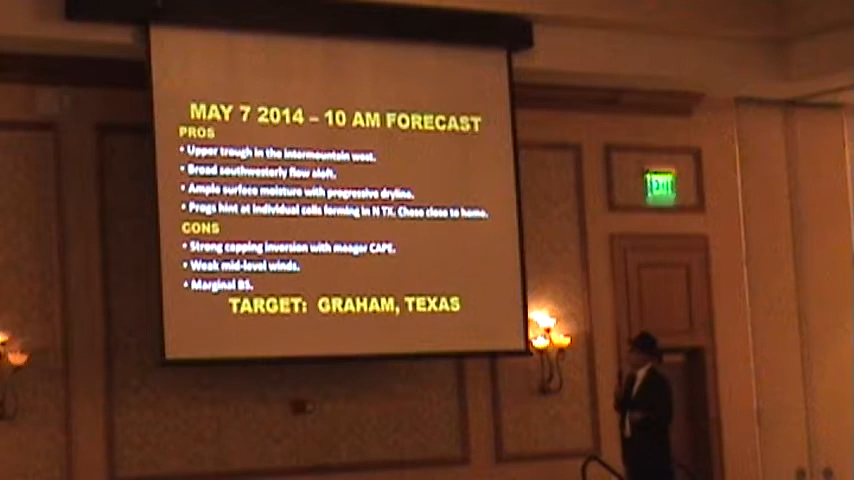 MAY 7 2014 – 10 AM FORECAST
PROS
• Upper trough in the intermountain west.
• Broad southwesterly flow aloft.
• Ample surface moisture with progressive dryline.
• Progs hint at individual cells forming in N TX. Chase close to home.
CONS
• Strong capping inversion with meager CAPE.
• Weak mid-level winds.
• Marginal BS.
TARGET: GRAHAM, TEXAS
EXIT